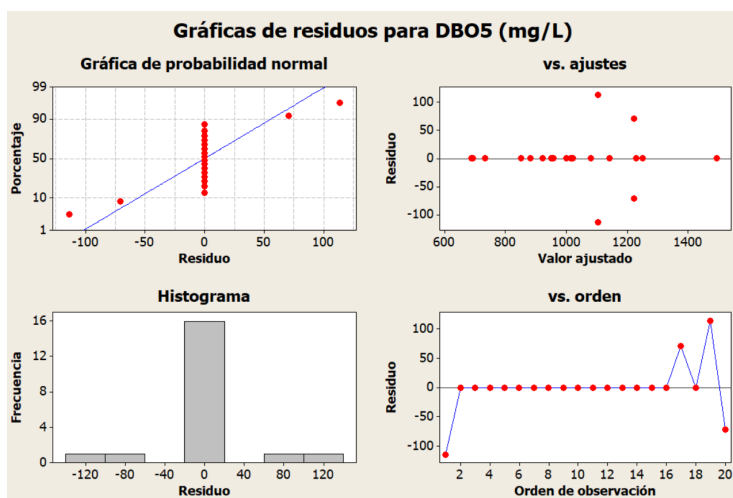 Gráficas de residuos para DBO5 (mg/L)
Gráfica de probabilidad normal
99
90
50
10
1
Porcentaje
-100 -50 0 50 100
Residuo
vs. ajustes
100
50
0
-50
-100
Residuo
600 800 1000 1200 1400
Valor ajustado
Histograma
16
12
8
4
0
Frecuencia
-120 -80 -40 0 40 80 120
Residuo
vs. orden
100
50
0
-50
-100
Residuo
2 4 6 8 10 12 14 16 18 20
Orden de observación